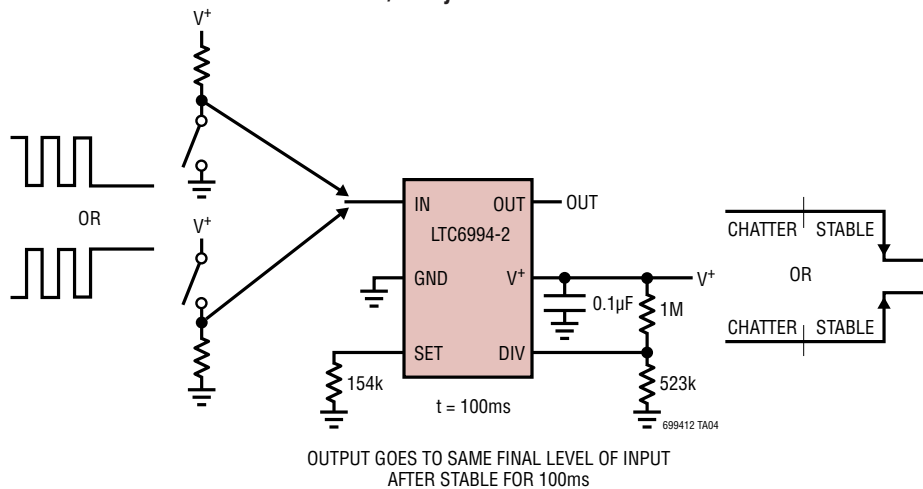 V+
OR
V+
IN
OUT
OUT
LTC6994-2
GND
V+
V+
0.1µF
1M
SET
DIV
154k
523k
t = 100ms
699412 TA04
CHATTER
STABLE
OR
CHATTER
STABLE
OUTPUT GOES TO SAME FINAL LEVEL OF INPUT
AFTER STABLE FOR 100ms